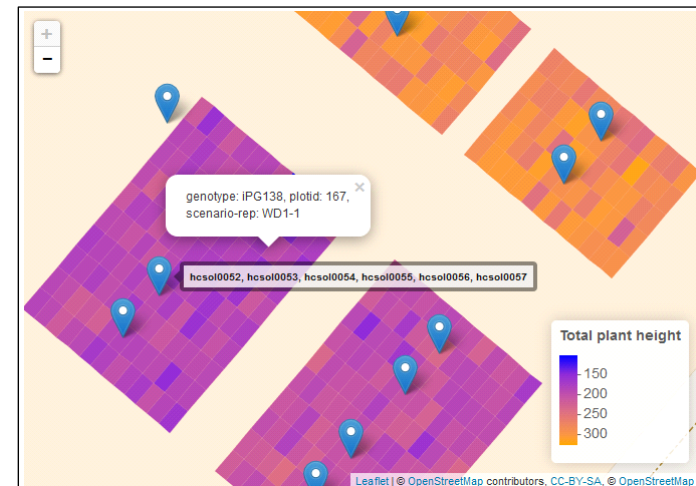 +
−
genotype: iPG138, plotid: 167,
scenario-rep: WD1-1
×
hcsol0052, hcsol0053, hcsol0054, hcsol0055, hcsol0056, hcsol0057
Total plant height
150
200
250
300
Leaflet | © OpenStreetMap contributors, CC-BY-SA, © OpenStreetMap